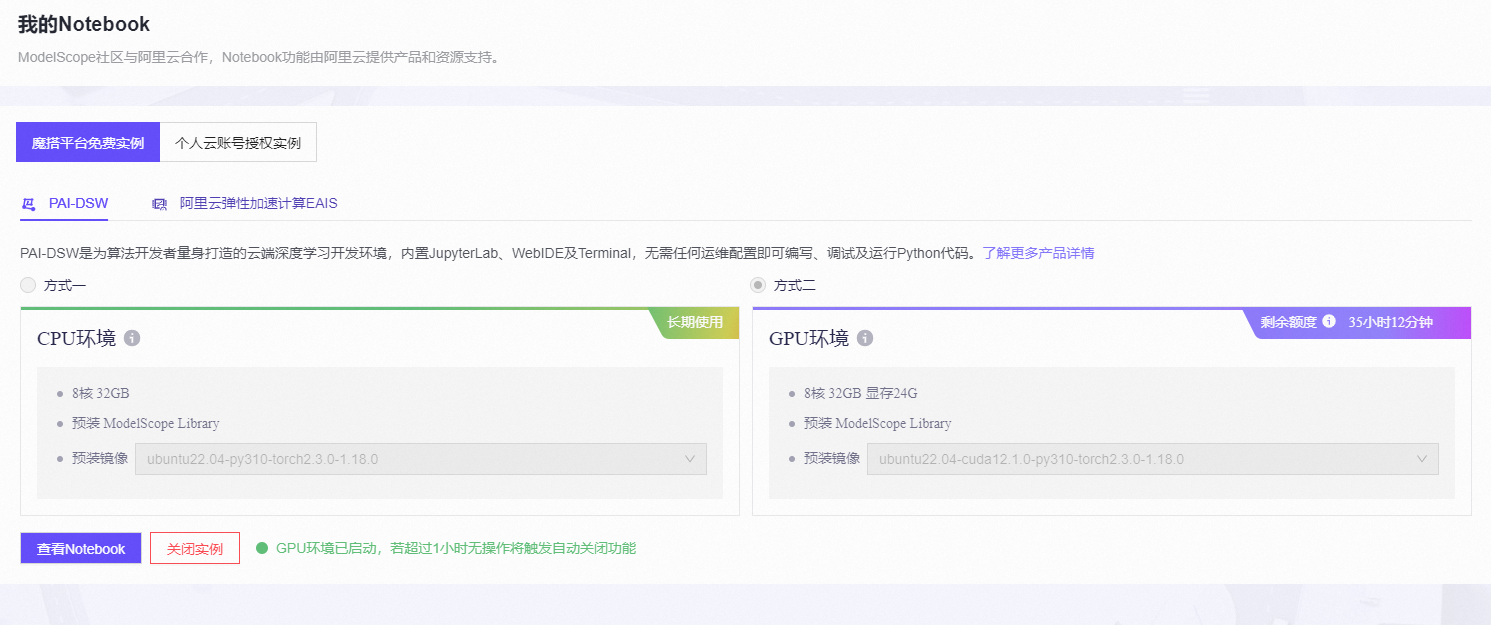 我的Notebook
ModelScope社区与阿里云合作，Notebook功能由阿里云提供产品和资源支持。
魔搭平台免费实例 个人云账号授权实例
PAI-DSW 阿里云弹性加速计算EAIS
PAI-DSW是为算法开发者量身打造的云端深度学习开发环境，内置JupyterLab、WebIDE及Terminal，无需任何运维配置即可编写、调试及运行Python代码。了解更多产品详情
方式一
长期使用
CPU环境
8核 32GB
预装 ModelScope Library
预装镜像 ubuntu22.04-py310-torch2.3.0-1.18.0
方式二
剩余额度 35小时12分钟
GPU环境
8核 32GB 显存24G
预装 ModelScope Library
预装镜像 ubuntu22.04-cuda12.1.0-py310-torch2.3.0-1.18.0
查看Notebook 关闭实例 GPU环境已启动，若超过1小时无操作将触发自动关闭功能